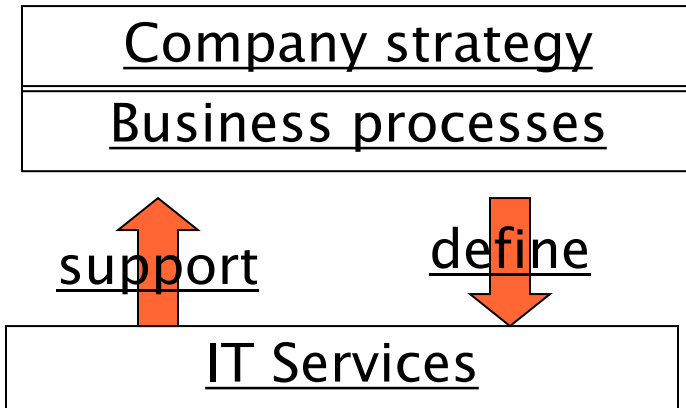 Company strategy
Business processes
support
define
IT Services